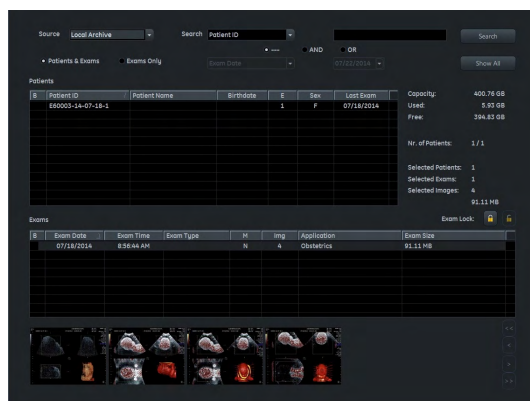 Source Local Archive Search Patient ID Search
---- AND OR
Patients & Exams Exams Only Exam Date 07/23/2014 Show All
Patients
B Patient ID Patient Name Birthdate E Sex Last Exam
E60003-14-07-18-1 1 F 07/18/2014
Capacity: 400.76 GB
Used: 5.93 GB
Free: 394.83 GB
Nr. of Patients: 1/1
Selected Patients: 1
Selected Exams: 1
Selected Images: 4
91.11 MB
Exams Exam Lock:
B Exam Date Exam Time Exam Type M Img Application Exam Size
07/18/2014 8:56:44 AM N 4 Obstetrics 91.11 MB
<<
<
>
>>